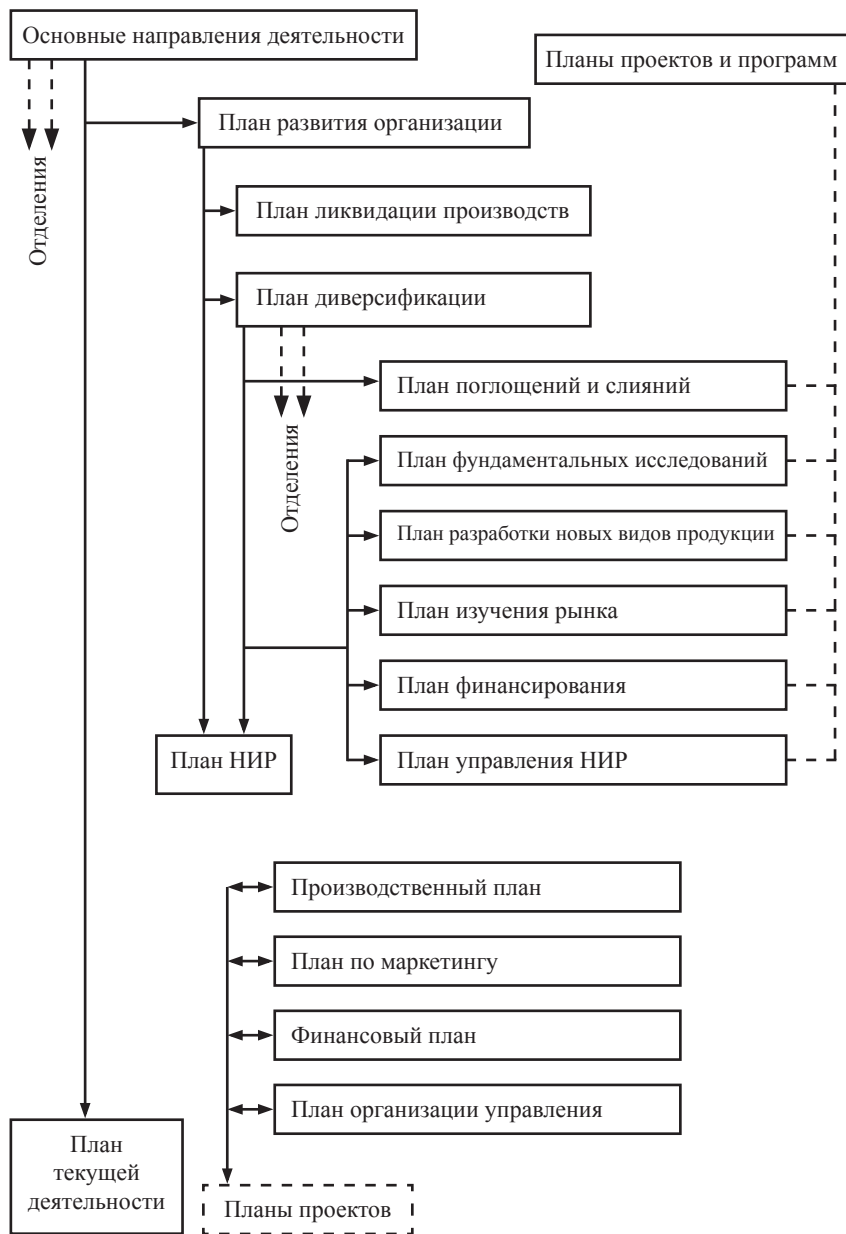 Основные направления деятельности
Планы проектов и программ
План развития организации
Отделения
План ликвидации производств
План диверсификации
План поглощений и слияний
Отделения
План фундаментальных исследований
План разработки новых видов продукции
План изучения рынка
План финансирования
План НИР
План управления НИР
Производственный план
План по маркетингу
Финансовый план
План организации управления
План
текущей
деятельности
Планы проектов